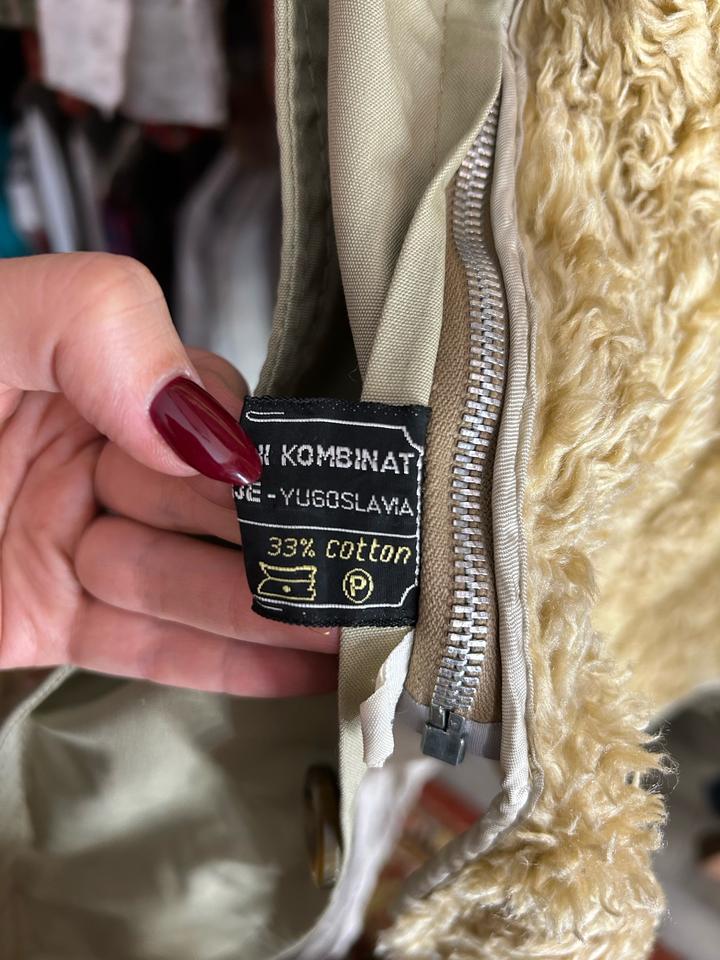 KOMBINAT
- YUGOSLAVIA
33% cotton
P